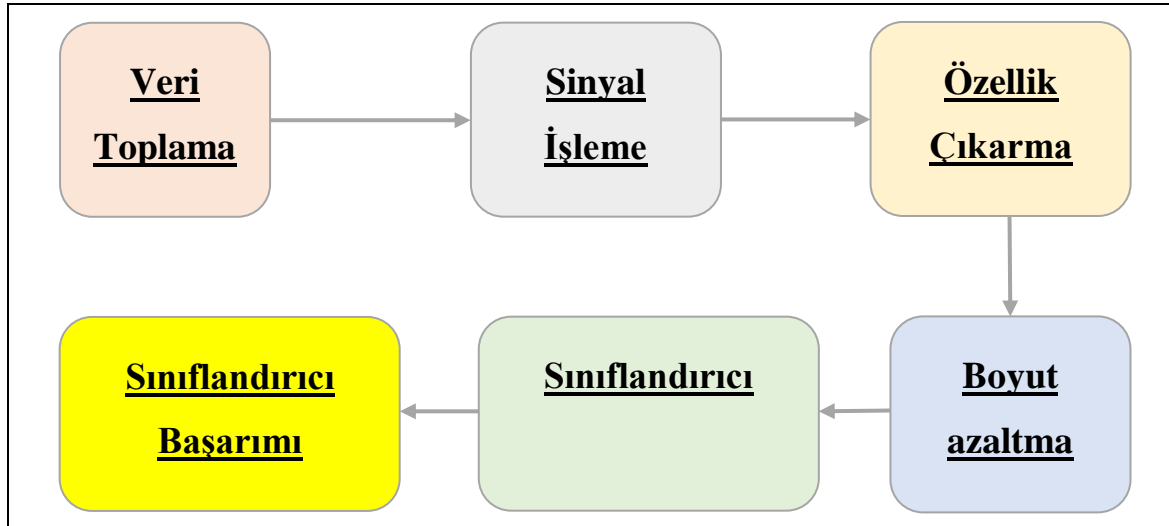 Veri
Toplama
Sinyal
İşleme
Özellik
Çıkarma
Boyut
azaltma
Sınıflandırıcı
Sınıflandırıcı
Başarımı